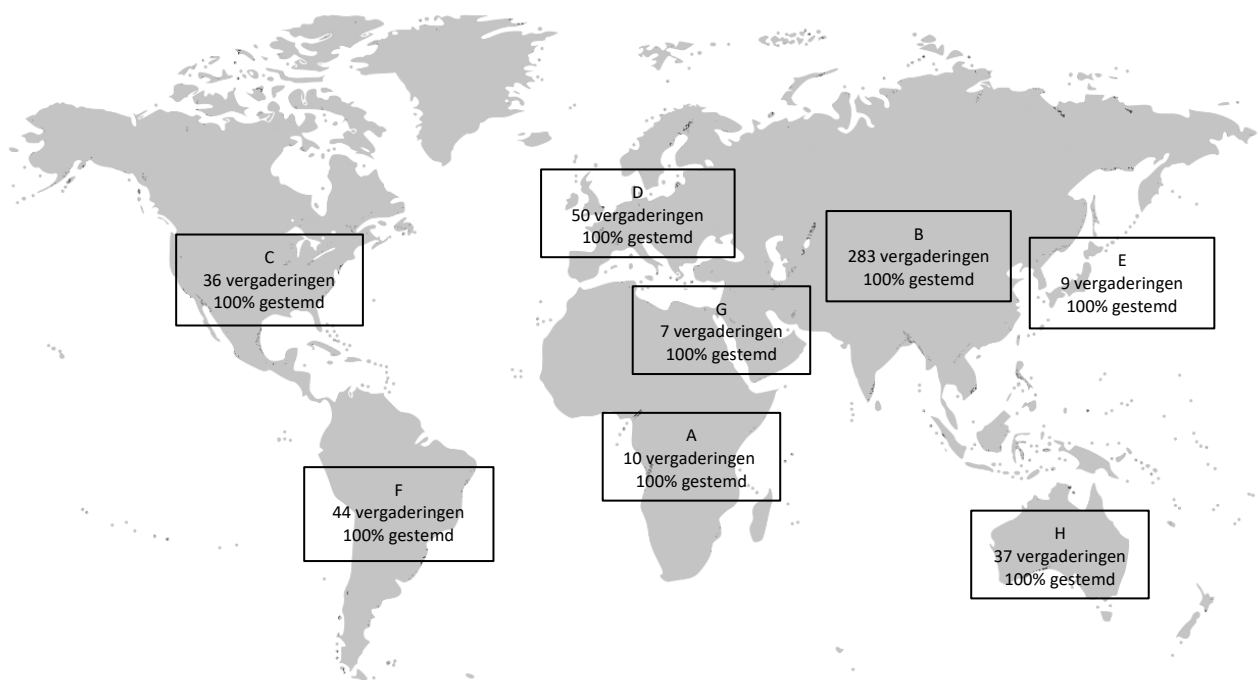 D
50 vergaderingen
100% gestemd
B
283 vergaderingen
100% gestemd
C
36 vergaderingen
100% gestemd
E
9 vergaderingen
100% gestemd
G
7 vergaderingen
100% gestemd
A
10 vergaderingen
100% gestemd
F
44 vergaderingen
100% gestemd
H
37 vergaderingen
100% gestemd